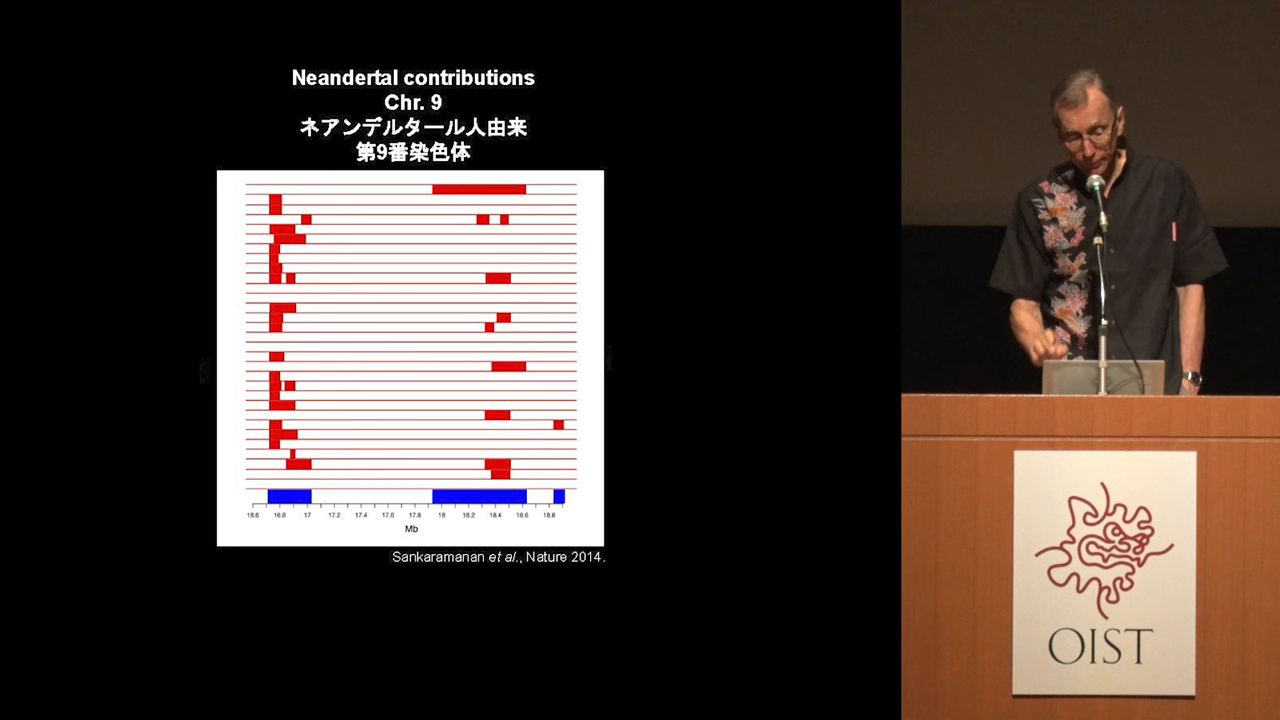 Neandertal contributions
Chr. 9
ネアンデルタール人由来
第9番染色体
16.6 16.8 17 17.2 17.4 17.6 17.8 18 18.2 18.4 18.6 18.8
Mb
Sankaramanan et al., Nature 2014.
OIST